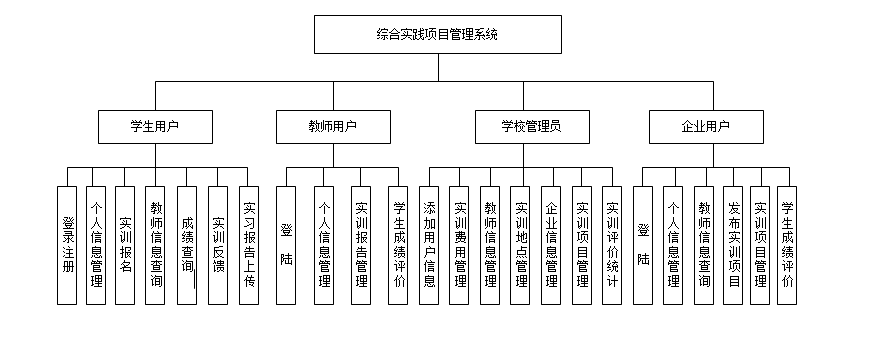 综合实践项目管理系统
学生用户
教师用户
学校管理员
企业用户
登录注册
个人信息管理
实训报名
教师信息查询
成绩查询
实训反馈
实习报告上传
登陆
个人信息管理
实训报告管理
学生成绩评价
添加用户信息
实训费用管理
教师信息管理
实训地点管理
企业信息管理
实训项目管理
实训评价统计
登陆
个人信息管理
教师信息查询
发布实训项目
实训项目管理
学生成绩评价